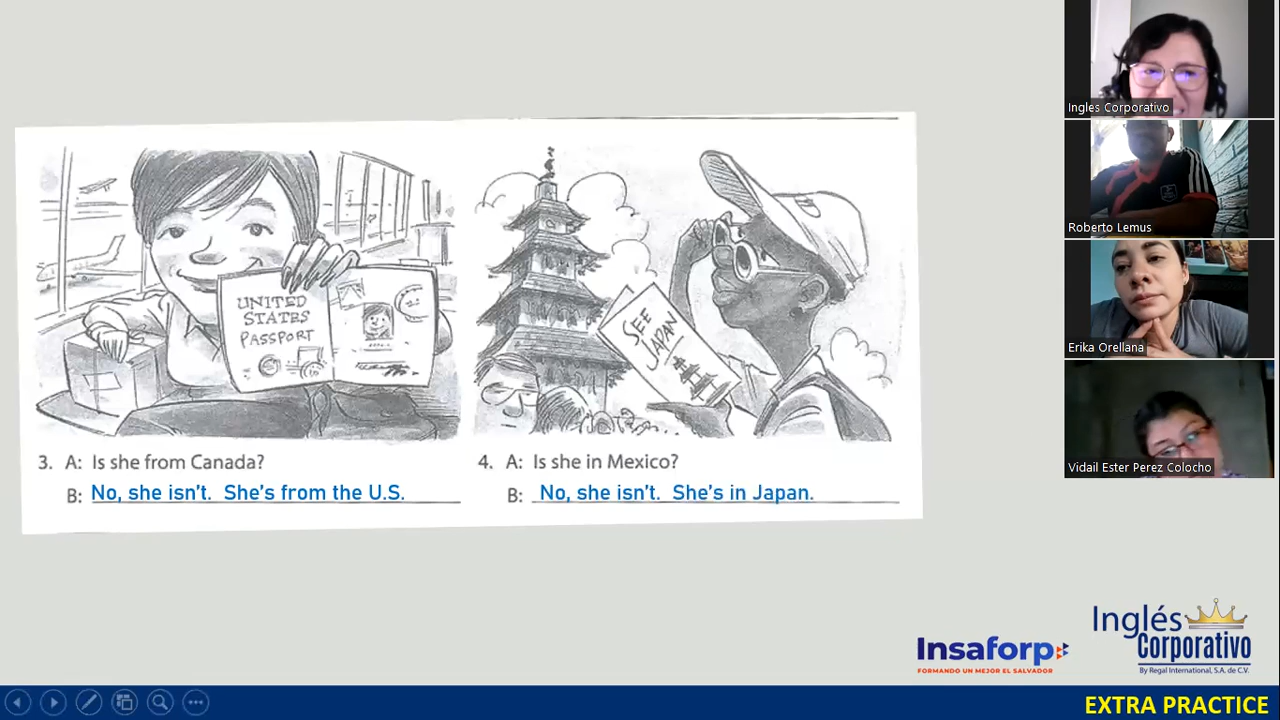 UNITED
STATES
PASSPORT
SEE
JAPAN
3. A: Is she from Canada?
B: No, she isn't. She's from the U.S.
4. A: Is she in Mexico?
B: No, she isn't. She's in Japan.
Ingles Corporativo
Roberto Lemus
Erika Orellana
Vidail Ester Perez Colocho
Insaforp
FORMANDO UN MEJOR EL SALVADOR
Inglés
Corporativo
By Regal International, S.A. de C.V.
EXTRA PRACTICE